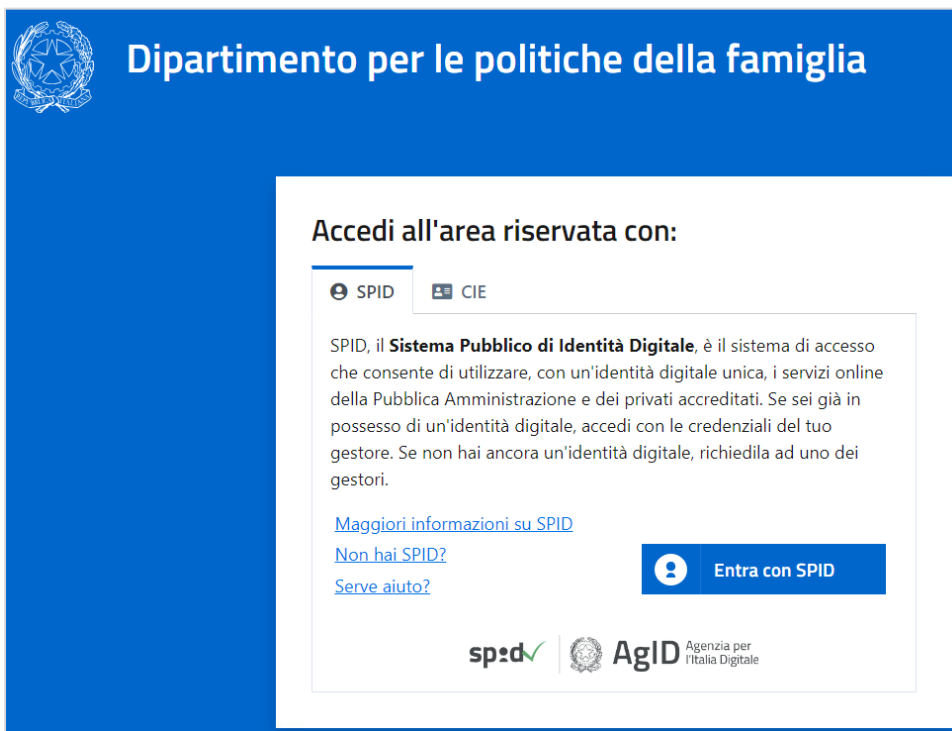 Dipartimento per le politiche della famiglia
REPVBBLICA ITALIANA
Accedi all'area riservata con:
SPID
CIE
SPID, il Sistema Pubblico di Identità Digitale, è il sistema di accesso
che consente di utilizzare, con un'identità digitale unica, i servizi online
della Pubblica Amministrazione e dei privati accreditati. Se sei già in
possesso di un'identità digitale, accedi con le credenziali del tuo
gestore. Se non hai ancora un'identità digitale, richiedila ad uno dei
gestori.
Maggiori informazioni su SPID
Non hai SPID?
Serve aiuto?
Entra con SPID
spid
AgID
Agenzia per
l'Italia Digitale